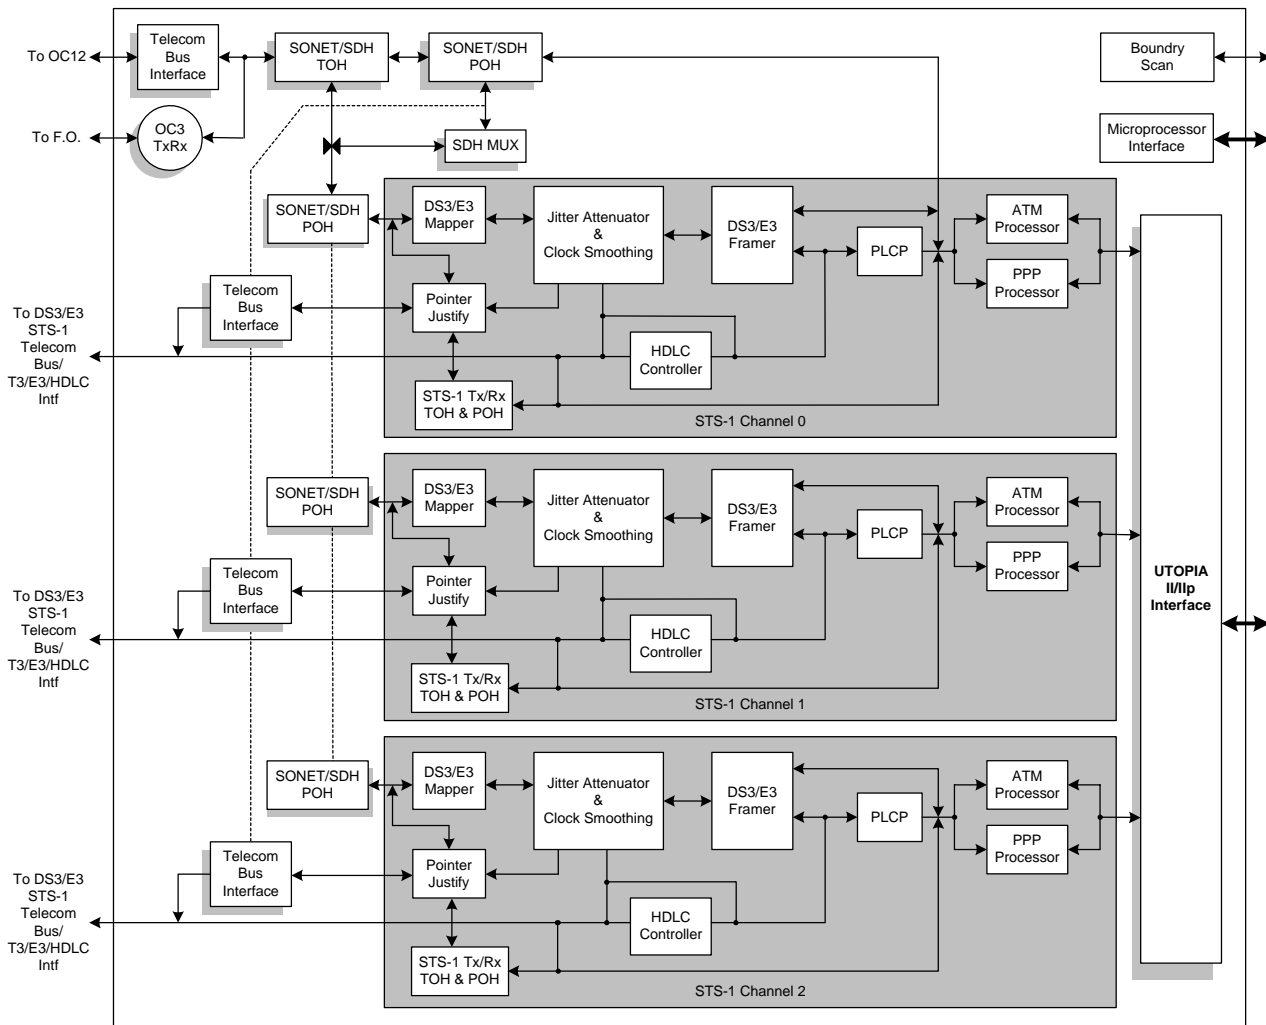 To OC12
Telecom
Bus
Interface
SONET/SDH
TOH
SONET/SDH
POH
Boundry
Scan
To F.O.
OC3
TxRx
SDH MUX
Microprocessor
Interface
SONET/SDH
POH
DS3/E3
Mapper
Jitter Attenuator
&
Clock Smoothing
DS3/E3
Framer
PLCP
ATM
Processor
PPP
Processor
Telecom
Bus
Interface
Pointer
Justify
To DS3/E3
STS-1
Telecom
Bus/
T3/E3/HDLC
Intf
HDLC
Controller
STS-1 Tx/Rx
TOH & POH
STS-1 Channel 0
SONET/SDH
POH
DS3/E3
Mapper
Jitter Attenuator
&
Clock Smoothing
DS3/E3
Framer
PLCP
ATM
Processor
PPP
Processor
Telecom
Bus
Interface
Pointer
Justify
To DS3/E3
STS-1
Telecom
Bus/
T3/E3/HDLC
Intf
HDLC
Controller
STS-1 Tx/Rx
TOH & POH
STS-1 Channel 1
UTOPIA
II/IIp
Interface
SONET/SDH
POH
DS3/E3
Mapper
Jitter Attenuator
&
Clock Smoothing
DS3/E3
Framer
PLCP
ATM
Processor
PPP
Processor
Telecom
Bus
Interface
Pointer
Justify
To DS3/E3
STS-1
Telecom
Bus/
T3/E3/HDLC
Intf
HDLC
Controller
STS-1 Tx/Rx
TOH & POH
STS-1 Channel 2